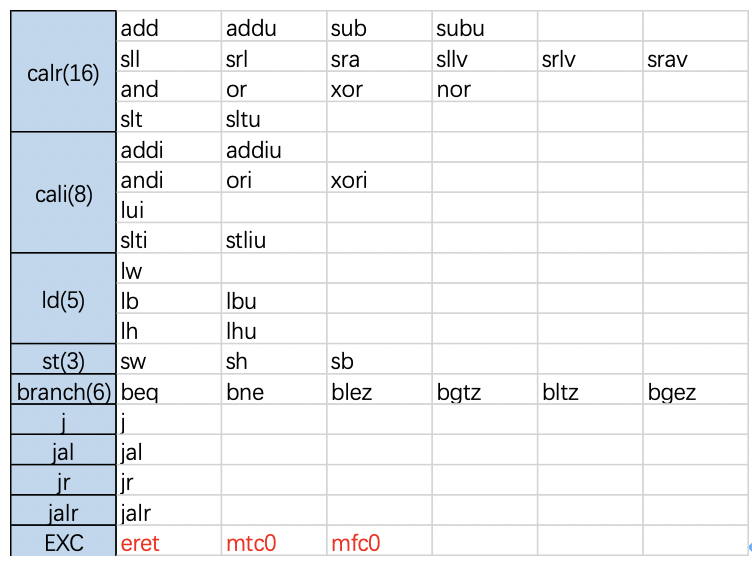 calr(16)
add addu sub subu
sll srl sra sllv srlv srav
and or xor nor
slt sltu
cali(8)
addi addiu
andi ori xori
lui
slti stliu
ld(5)
lw
lb lbu
lh lhu
st(3) sw sh sb
branch(6) beq bne blez bgtz bltz bgez
j j
jal jal
jr jr
jalr jalr
EXC eret mtc0 mfc0